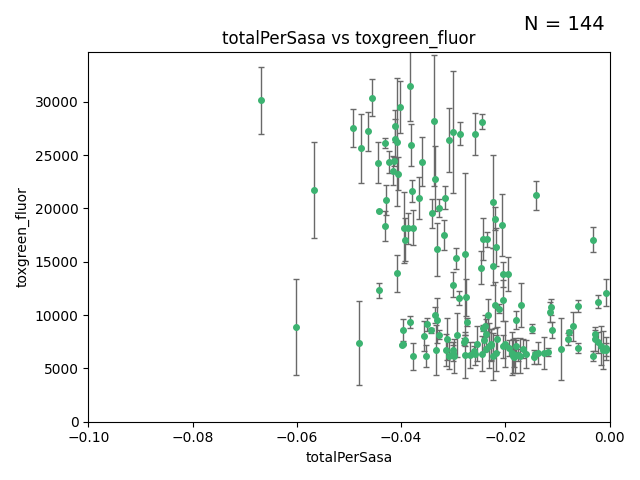 N = 144
totalPerSasa vs toxgreen_fluor
toxgreen_fluor
30000
25000
20000
15000
10000
5000
0
−0.10 −0.08 −0.06 −0.04 −0.02 0.00
totalPerSasa